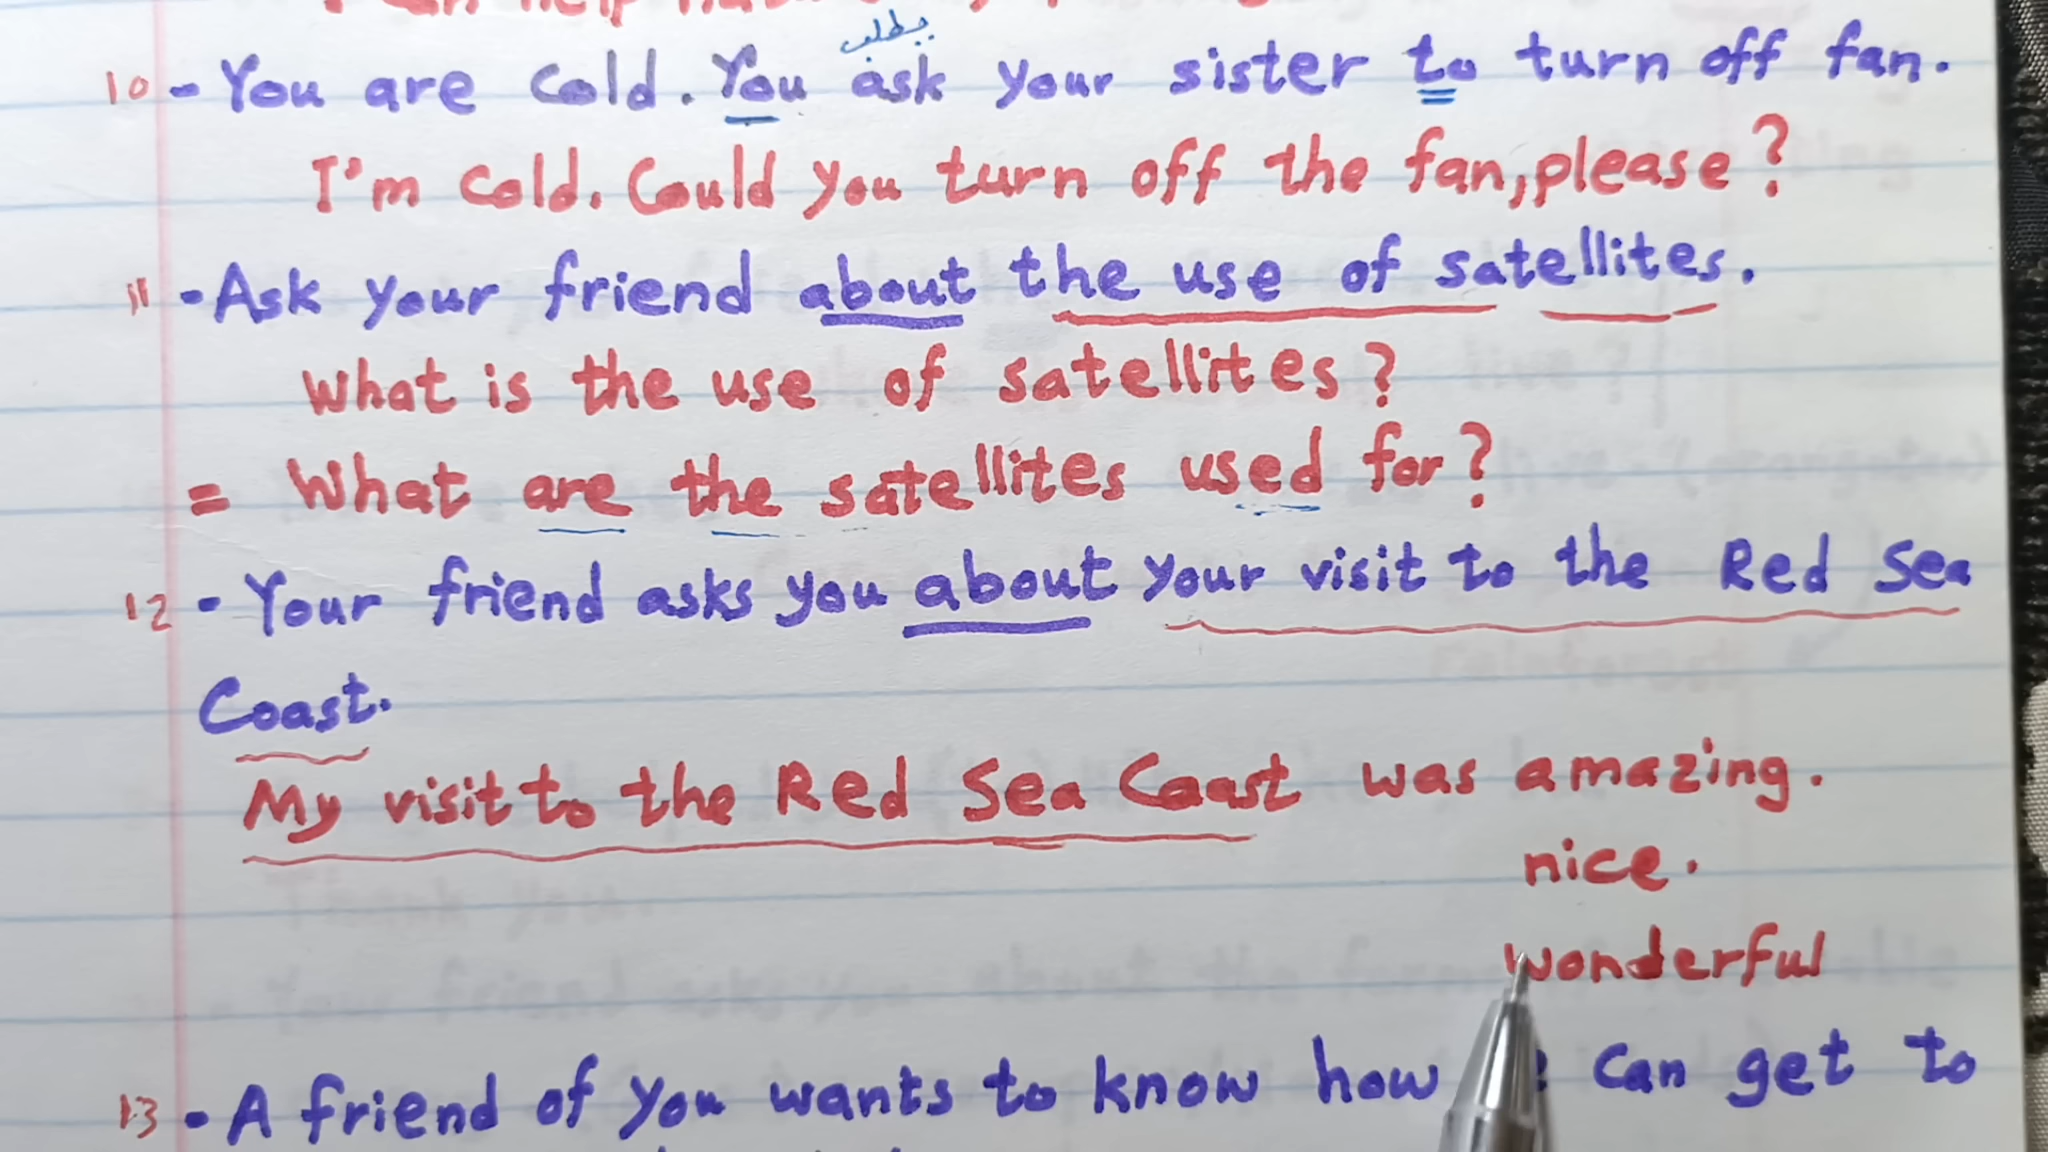 can help
يطلب
10 - You are cold. You ask your sister to turn off fan.
I'm cold. Could you turn off the fan, please?
11 - Ask your friend about the use of satellites.
What is the use of satellites?
= What are the satellites used for?
12 - Your friend asks you about your visit to the Red Sea
Coast.
My visit to the Red Sea Coast was amazing.
nice.
wonderful
13 - A friend of you wants to know how can get to